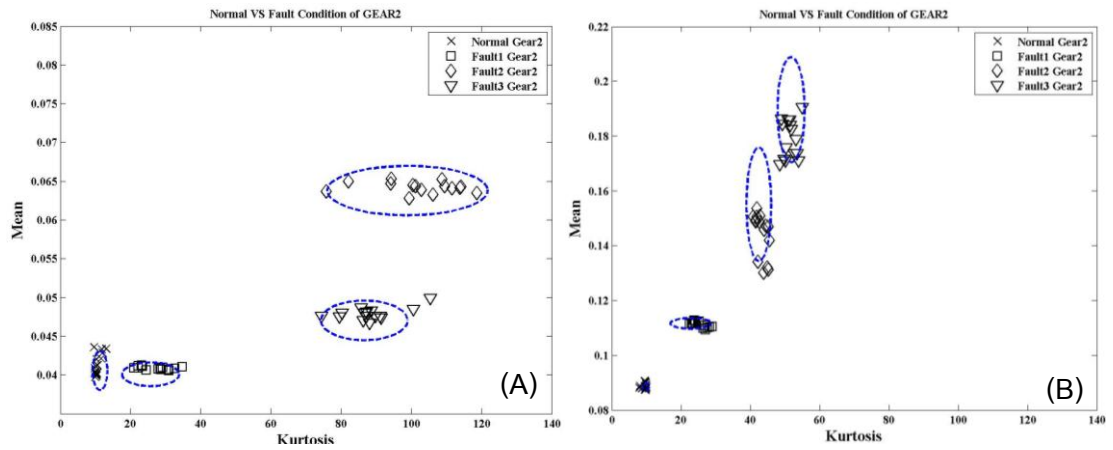 Normal VS Fault Condition of GEAR2
0.085
0.08
0.075
0.07
0.065
0.06
0.055
0.05
0.045
0.04
Mean
0 20 40 60 80 100 120 140
Kurtosis
Normal Gear2
Fault1 Gear2
Fault2 Gear2
Fault3 Gear2
(A)
Normal VS Fault Condition of GEAR2
0.22
0.2
0.18
0.16
0.14
0.12
0.1
0.08
Mean
0 20 40 60 80 100 120 140
Kurtosis
Normal Gear2
Fault1 Gear2
Fault2 Gear2
Fault3 Gear2
(B)